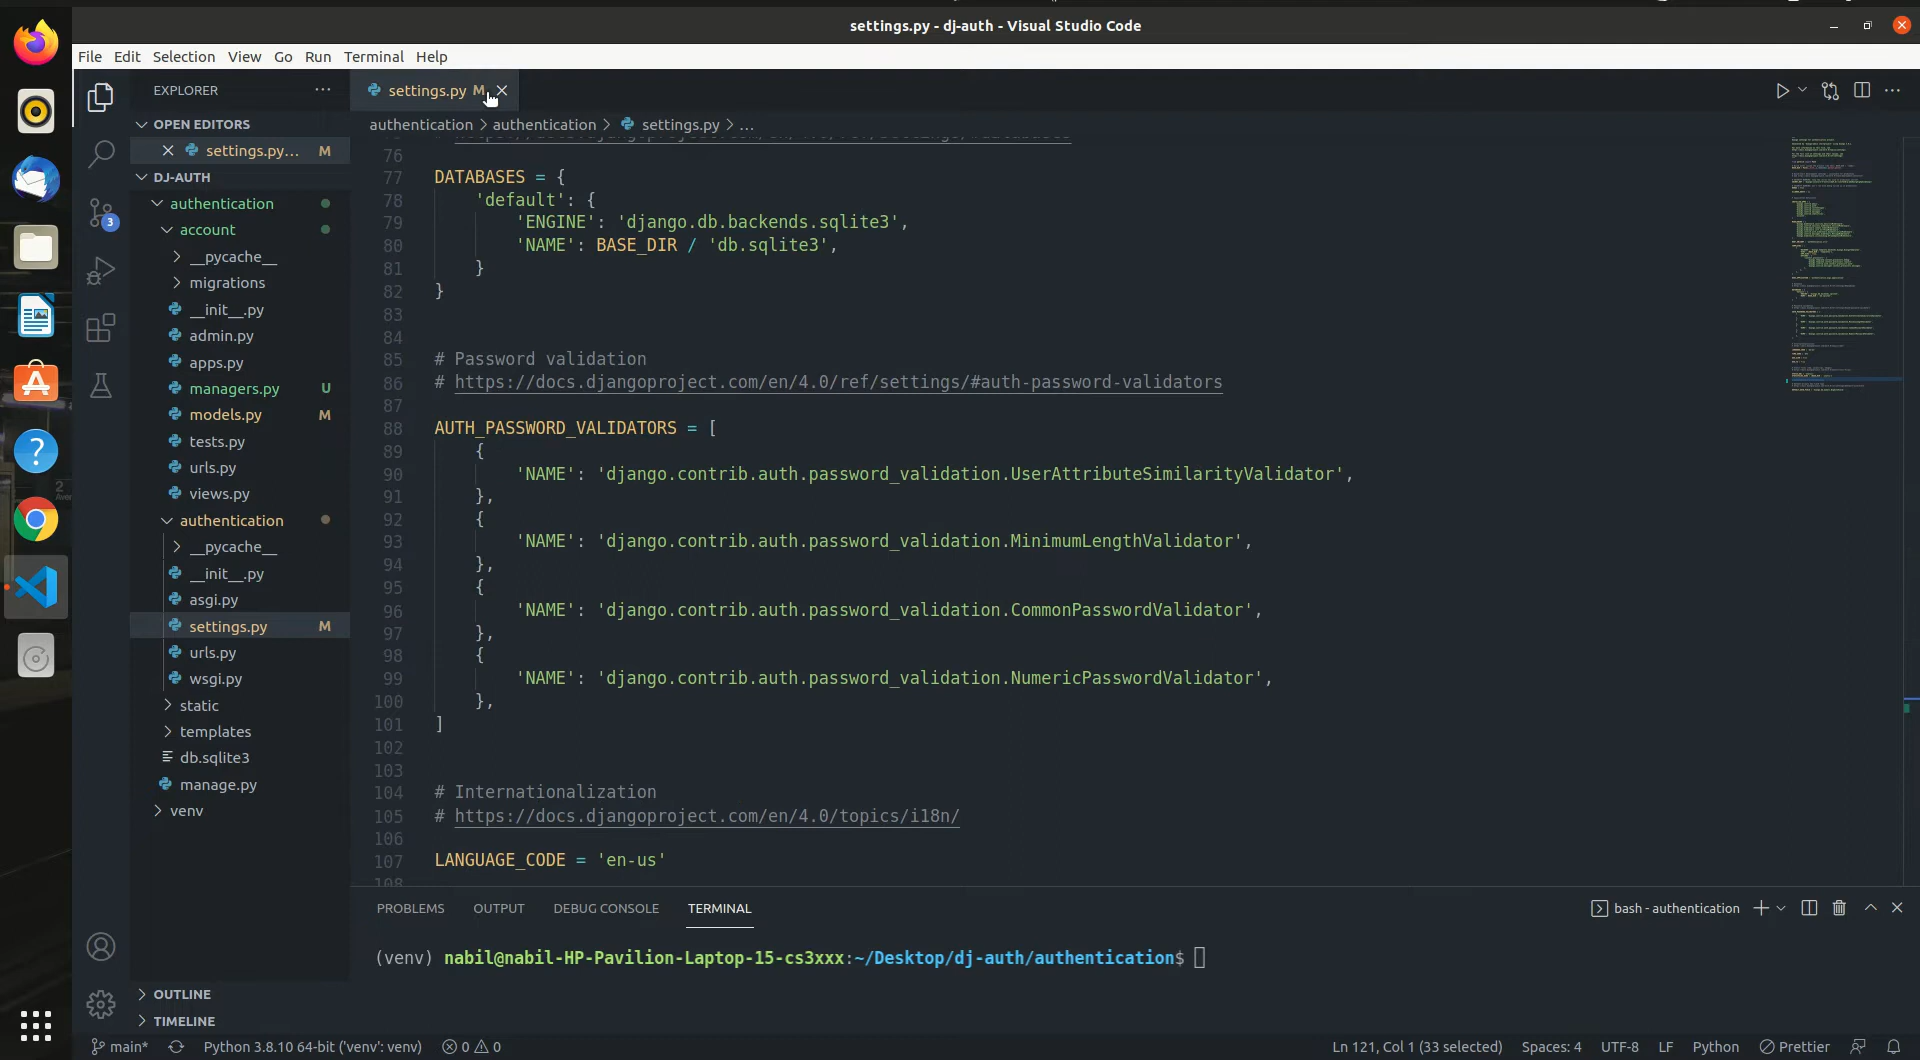 settings.py - dj-auth - Visual Studio Code
File Edit Selection View Go Run Terminal Help
EXPLORER
settings.py M
OPEN EDITORS
authentication > authentication > settings.py > ...
settings.py... M
DJ-AUTH
authentication
account
__pycache__
migrations
__init__.py
admin.py
apps.py
managers.py U
models.py M
tests.py
urls.py
views.py
authentication
__pycache__
__init__.py
asgi.py
settings.py M
urls.py
wsgi.py
static
templates
db.sqlite3
manage.py
venv
OUTLINE
TIMELINE
3
76
77 DATABASES = {
78 'default': {
79 'ENGINE': 'django.db.backends.sqlite3',
80 'NAME': BASE_DIR / 'db.sqlite3',
81 }
82 }
83
84
85 # Password validation
86 # https://docs.djangoproject.com/en/4.0/ref/settings/#auth-password-validators
87
88 AUTH_PASSWORD_VALIDATORS = [
89 {
90 'NAME': 'django.contrib.auth.password_validation.UserAttributeSimilarityValidator',
91 },
92 {
93 'NAME': 'django.contrib.auth.password_validation.MinimumLengthValidator',
94 },
95 {
96 'NAME': 'django.contrib.auth.password_validation.CommonPasswordValidator',
97 },
98 {
99 'NAME': 'django.contrib.auth.password_validation.NumericPasswordValidator',
100 },
101 ]
102
103
104 # Internationalization
105 # https://docs.djangoproject.com/en/4.0/topics/i18n/
106
107 LANGUAGE_CODE = 'en-us'
108
PROBLEMS OUTPUT DEBUG CONSOLE TERMINAL
bash - authentication
(venv) nabil@nabil-HP-Pavilion-Laptop-15-cs3xxx:~/Desktop/dj-auth/authentication$
main* Python 3.8.10 64-bit ('venv': venv) 0 0
Ln 121, Col 1 (33 selected) Spaces: 4 UTF-8 LF Python Prettier